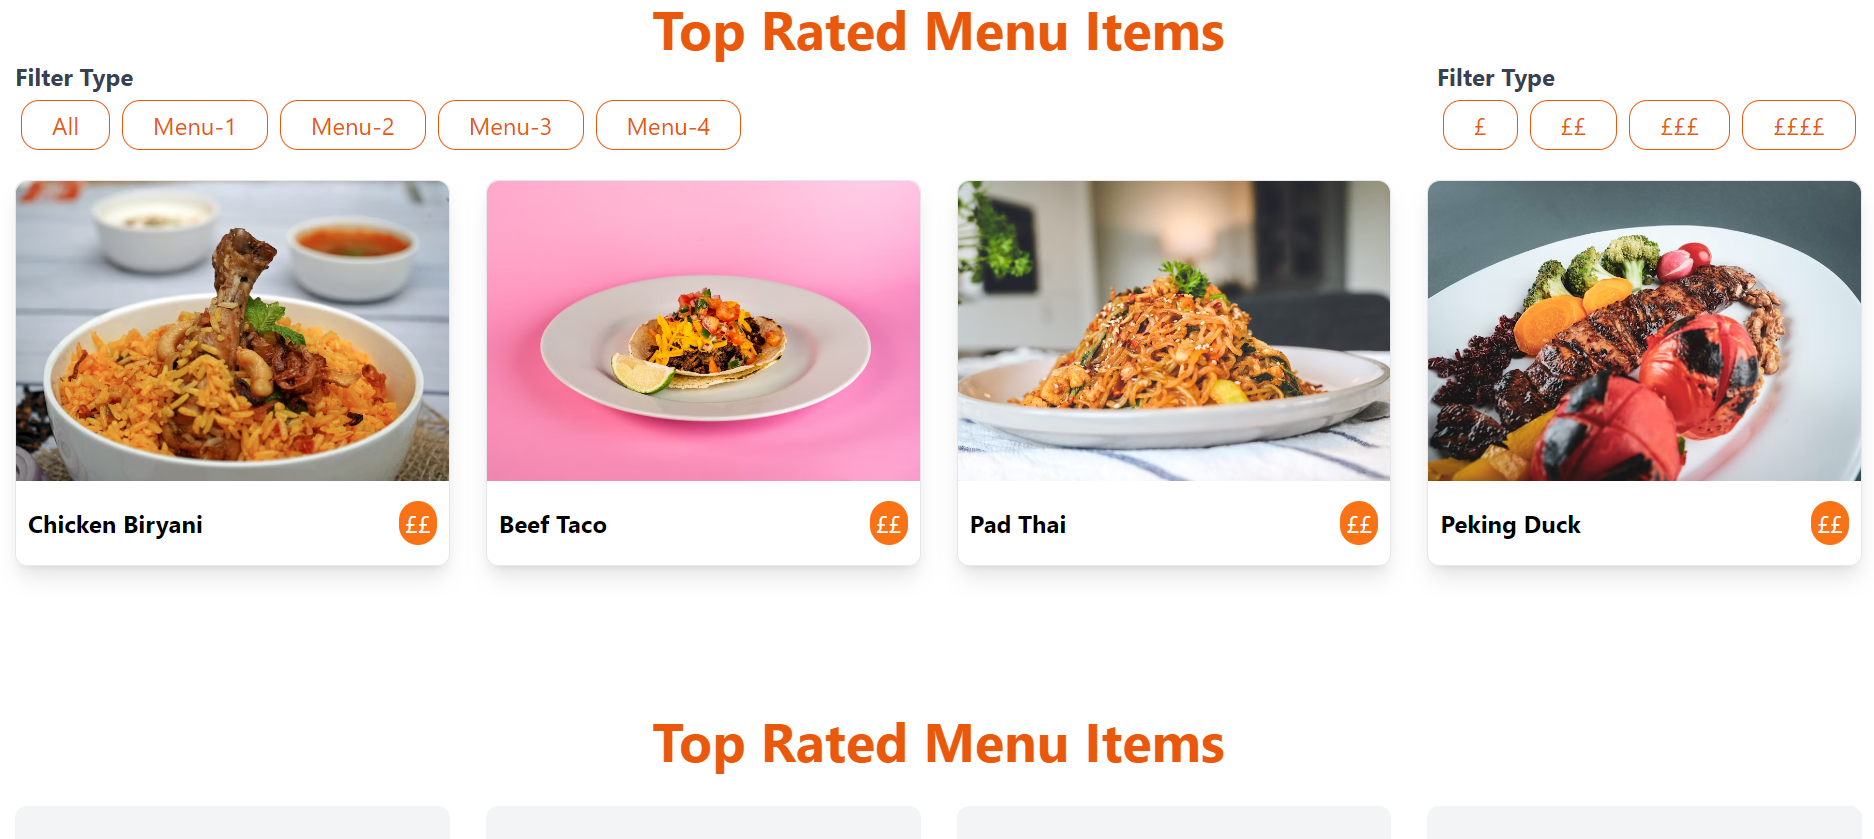 Top Rated Menu Items
Filter Type
All Menu-1 Menu-2 Menu-3 Menu-4
Filter Type
£ ££ £££ ££££
Chicken Biryani ££
Beef Taco ££
Pad Thai ££
Peking Duck ££
Top Rated Menu Items